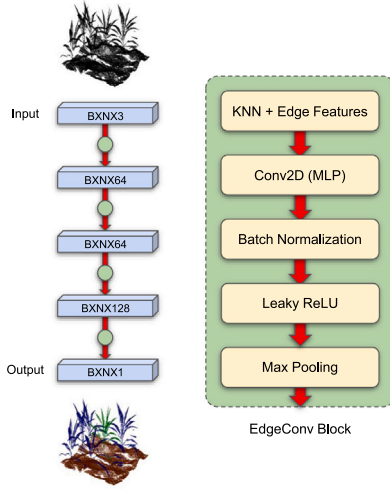 Input
BXNX3
BXNX64
BXNX64
BXNX128
Output
BXNX1
KNN + Edge Features
Conv2D (MLP)
Batch Normalization
Leaky ReLU
Max Pooling
EdgeConv Block